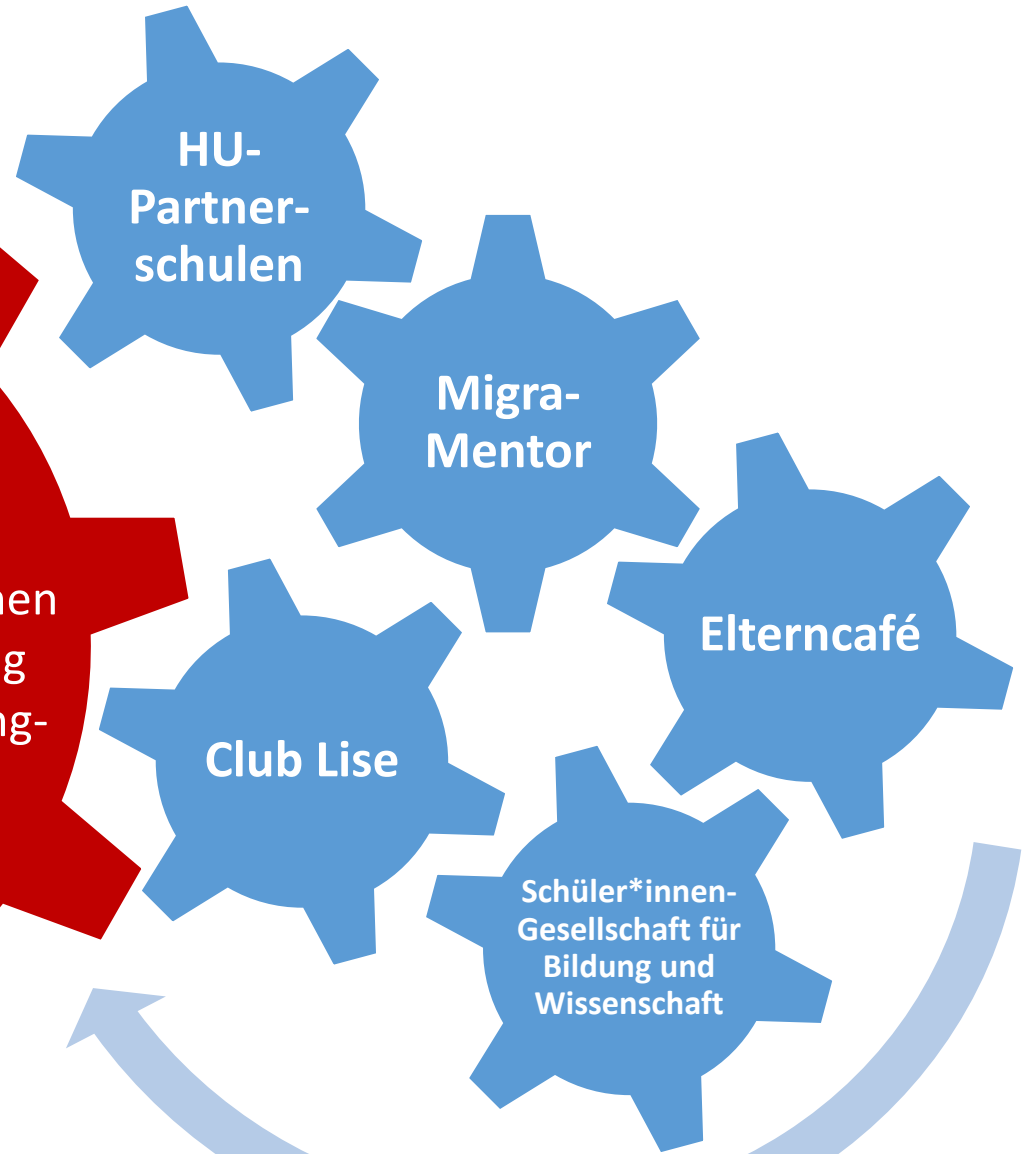 HU-
Partner-
schulen
Migra-
Mentor
Elterncafé
Club Lise
Schüler*innen-
Gesellschaft für
Bildung und
Wissenschaft